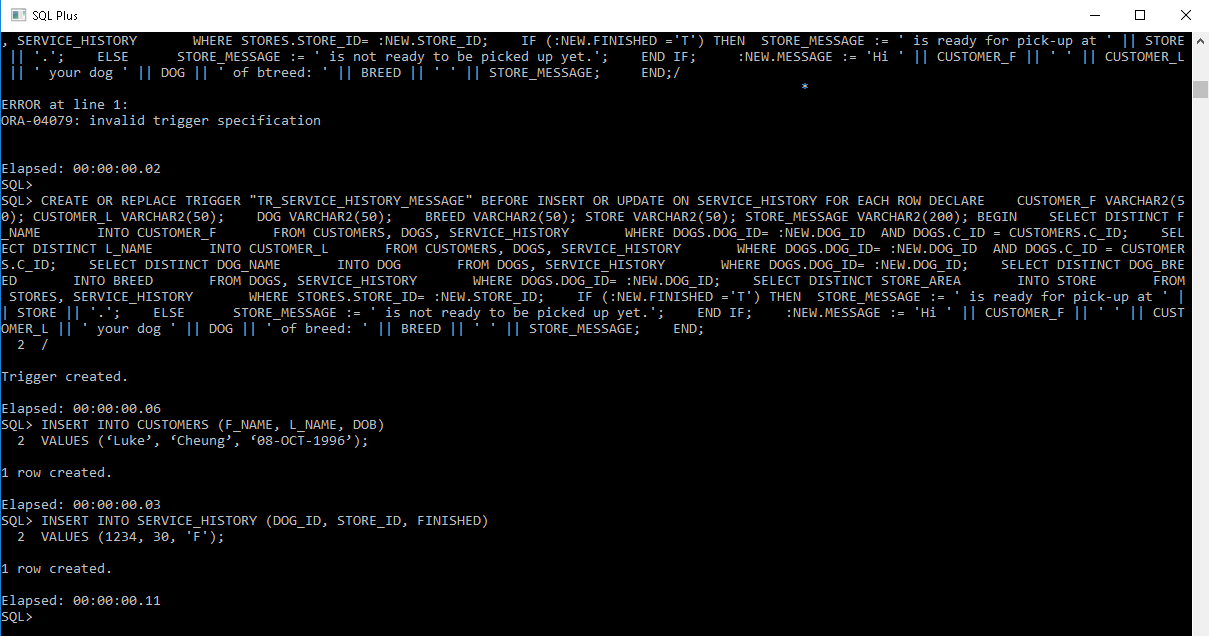 SQL Plus
, SERVICE_HISTORY       WHERE STORES.STORE_ID= :NEW.STORE_ID;    IF (:NEW.FINISHED ='T') THEN  STORE_MESSAGE := ' is ready for pick-up at ' || STORE
 || '.';    ELSE      STORE_MESSAGE := ' is not ready to be picked up yet.';    END IF;     :NEW.MESSAGE := 'Hi ' || CUSTOMER_F || ' ' || CUSTOMER_L
 || ' your dog ' || DOG || ' of btreed: ' || BREED || ' ' || STORE_MESSAGE;     END;/
*
ERROR at line 1:
ORA-04079: invalid trigger specification
Elapsed: 00:00:00.02
SQL>
SQL> CREATE OR REPLACE TRIGGER "TR_SERVICE_HISTORY_MESSAGE" BEFORE INSERT OR UPDATE ON SERVICE_HISTORY FOR EACH ROW DECLARE    CUSTOMER_F VARCHAR2(5
0); CUSTOMER_L VARCHAR2(50);    DOG VARCHAR2(50);    BREED VARCHAR2(50); STORE VARCHAR2(50); STORE_MESSAGE VARCHAR2(200); BEGIN    SELECT DISTINCT F
_NAME       INTO CUSTOMER_F       FROM CUSTOMERS, DOGS, SERVICE_HISTORY       WHERE DOGS.DOG_ID= :NEW.DOG_ID  AND DOGS.C_ID = CUSTOMERS.C_ID;    SEL
ECT DISTINCT L_NAME       INTO CUSTOMER_L       FROM CUSTOMERS, DOGS, SERVICE_HISTORY       WHERE DOGS.DOG_ID= :NEW.DOG_ID  AND DOGS.C_ID = CUSTOMER
S.C_ID;    SELECT DISTINCT DOG_NAME       INTO DOG       FROM DOGS, SERVICE_HISTORY       WHERE DOGS.DOG_ID= :NEW.DOG_ID;    SELECT DISTINCT DOG_BRE
ED       INTO BREED       FROM DOGS, SERVICE_HISTORY       WHERE DOGS.DOG_ID= :NEW.DOG_ID;    SELECT DISTINCT STORE_AREA       INTO STORE       FROM
 STORES, SERVICE_HISTORY       WHERE STORES.STORE_ID= :NEW.STORE_ID;    IF (:NEW.FINISHED ='T') THEN  STORE_MESSAGE := ' is ready for pick-up at ' |
| STORE || '.';    ELSE      STORE_MESSAGE := ' is not ready to be picked up yet.';    END IF;    :NEW.MESSAGE := 'Hi ' || CUSTOMER_F || ' ' || CUST
OMER_L || ' your dog ' || DOG || ' of breed: ' || BREED || ' ' || STORE_MESSAGE;    END;
  2  /
Trigger created.
Elapsed: 00:00:00.06
SQL> INSERT INTO CUSTOMERS (F_NAME, L_NAME, DOB)
  2  VALUES (‘Luke’, ‘Cheung’, ‘08-OCT-1996’);
1 row created.
Elapsed: 00:00:00.03
SQL> INSERT INTO SERVICE_HISTORY (DOG_ID, STORE_ID, FINISHED)
  2  VALUES (1234, 30, 'F');
1 row created.
Elapsed: 00:00:00.11
SQL>